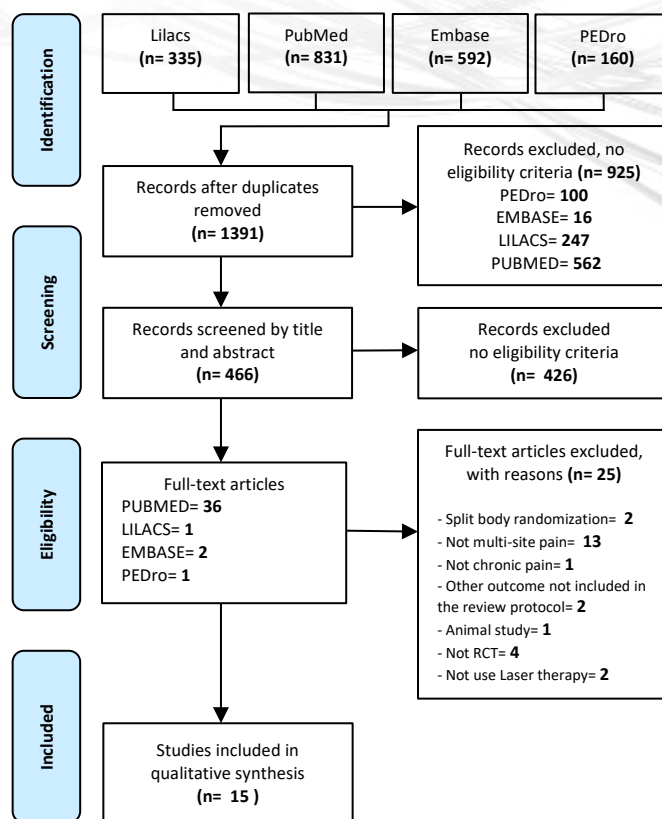 Identification
Lilacs
(n= 335)
PubMed
(n= 831)
Embase
(n= 592)
PEDro
(n= 160)
Records after duplicates
removed
(n= 1391)
Records excluded, no
eligibility criteria (n= 925)
PEDro= 100
EMBASE= 16
LILACS= 247
PUBMED= 562
Screening
Records screened by title
and abstract
(n= 466)
Records excluded
no eligibility criteria
(n= 426)
Eligibility
Full-text articles
PUBMED= 36
LILACS= 1
EMBASE= 2
PEDro= 1
Full-text articles excluded,
with reasons (n= 25)
- Split body randomization= 2
- Not multi-site pain= 13
- Not chronic pain= 1
- Other outcome not included in
the review protocol= 2
- Animal study= 1
- Not RCT= 4
- Not use Laser therapy= 2
Included
Studies included in
qualitative synthesis
(n= 15 )